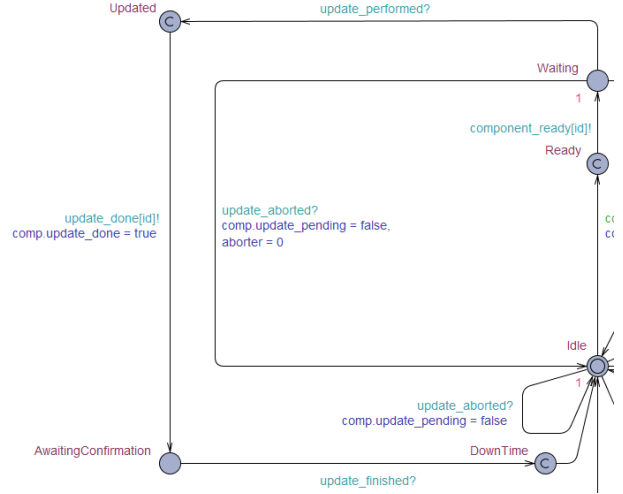 Updated
update_performed?
C
Waiting
1
component_ready[id]!
Ready
C
update_aborted?
comp.update_pending = false,
aborter = 0
update_done[id]!
comp.update_done = true
Idle
1
update_aborted?
comp.update_pending = false
AwaitingConfirmation
DownTime
C
update_finished?